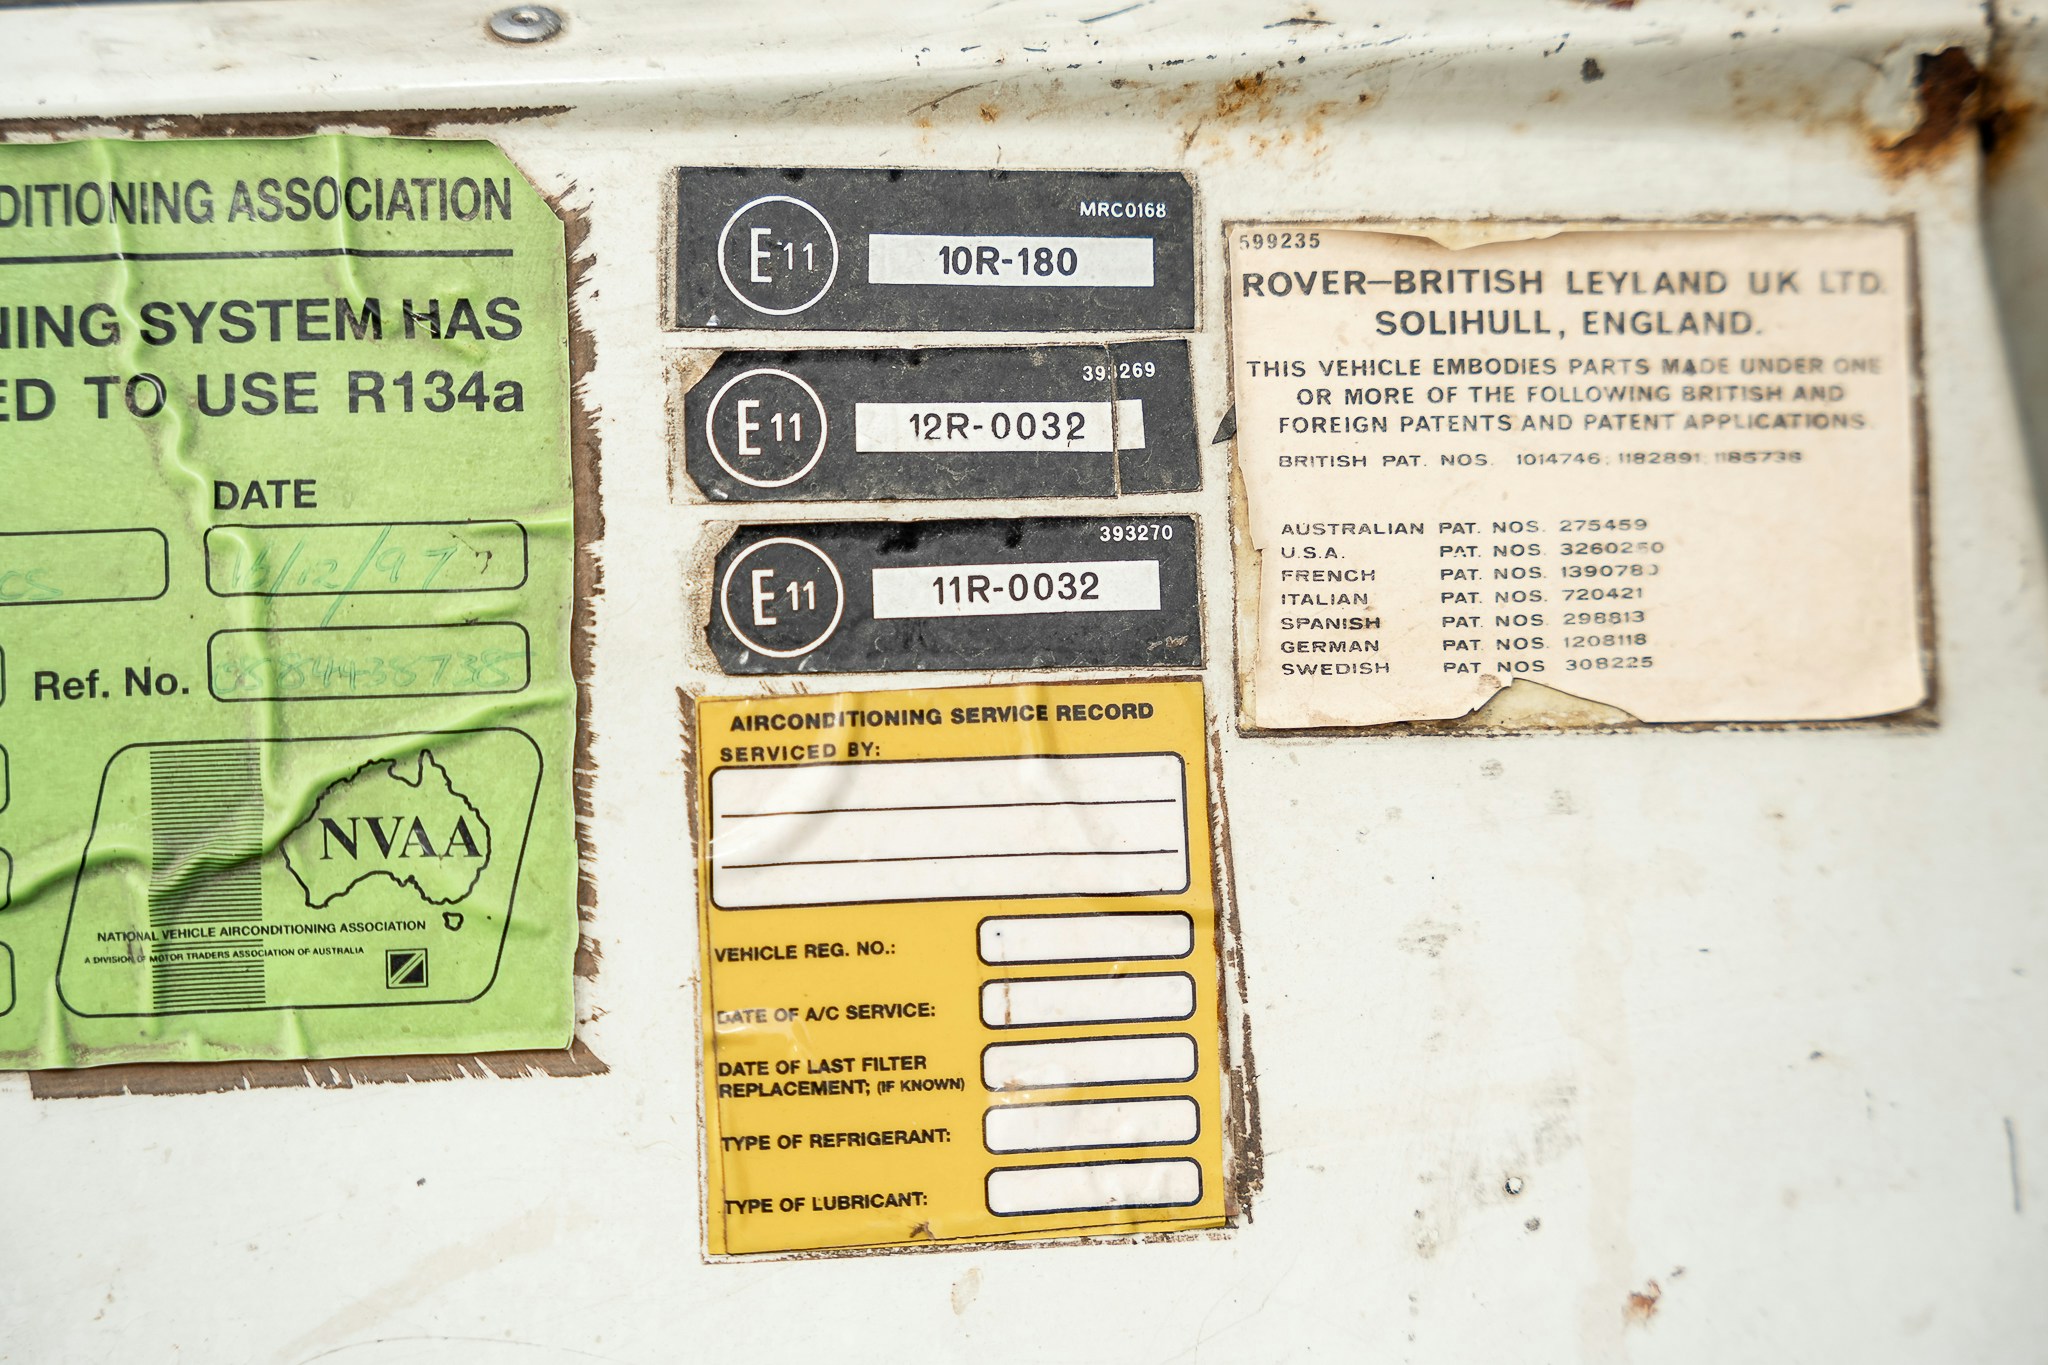 DITIONING ASSOCIATION
NING SYSTEM HAS
ED TO USE R134a
DATE
/12/97
Ref. No.
NVAA
NATIONAL VEHICLE AIRCONDITIONING ASSOCIATION
A DIVISION OF MOTOR TRADERS ASSOCIATION OF AUSTRALIA
MRC0168
E11
10R-180
393269
E11
12R-0032
393270
E11
11R-0032
AIRCONDITIONING SERVICE RECORD
SERVICED BY:
VEHICLE REG. NO.:
DATE OF A/C SERVICE:
DATE OF LAST FILTER
REPLACEMENT; (IF KNOWN)
TYPE OF REFRIGERANT:
TYPE OF LUBRICANT:
599235
ROVER-BRITISH LEYLAND UK LTD.
SOLIHULL, ENGLAND.
THIS VEHICLE EMBODIES PARTS MADE UNDER ONE
OR MORE OF THE FOLLOWING BRITISH AND
FOREIGN PATENTS AND PATENT APPLICATIONS.
BRITISH PAT. NOS. 1014746, 1182891, 1185738
AUSTRALIAN PAT. NOS. 275459
U.S.A. PAT. NOS. 3260250
FRENCH PAT. NOS. 1390780
ITALIAN PAT. NOS. 720421
SPANISH PAT. NOS. 298813
GERMAN PAT. NOS. 1208118
SWEDISH PAT NOS 308225